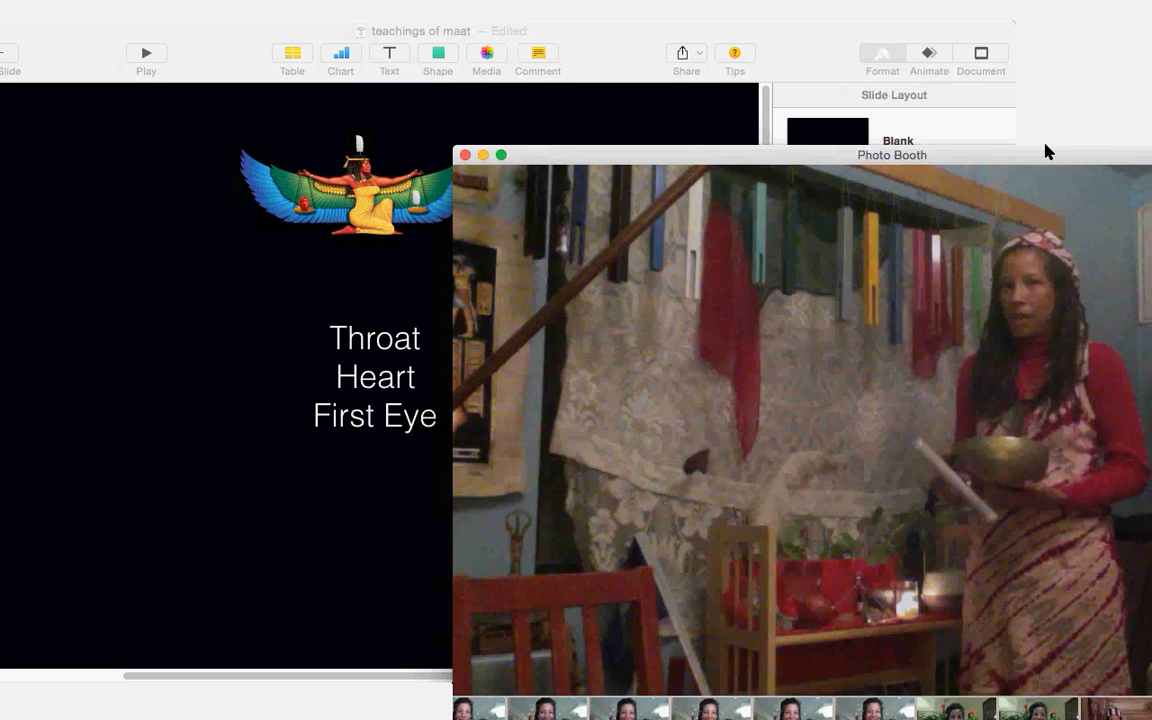 teachings of maat — Edited
Slide
Play
Table
Chart
Text
Shape
Media
Comment
Share
Tips
Format
Animate
Document
Slide Layout
Blank
Photo Booth
Throat
Heart
First Eye